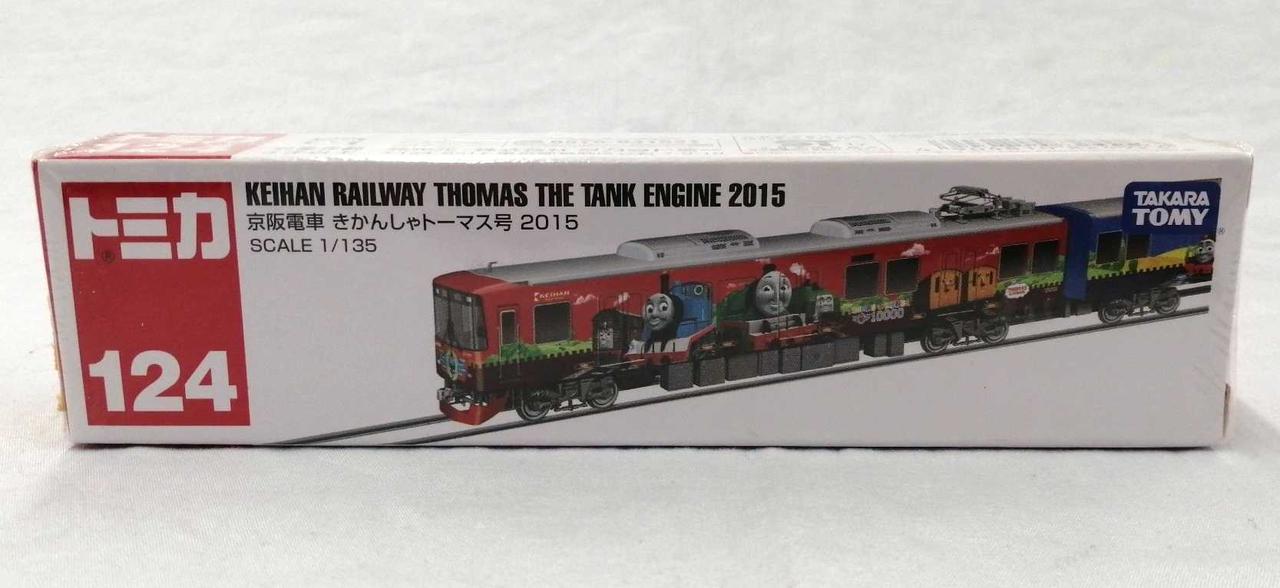 トミカ
®
124
KEIHAN RAILWAY THOMAS THE TANK ENGINE 2015
京阪電車 きかんしゃトーマス号 2015
SCALE 1/135
TAKARA
TOMY
®
KEIHAN
10000
THOMAS